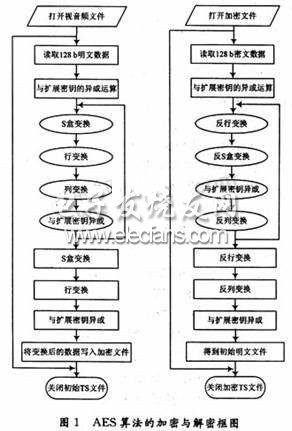 打开视音频文件
读取128 b明文数据
与扩展密钥的异或运算
S盒变换
行变换
列变换
与扩展密钥异或
S盒变换
行变换
与扩展密钥异或
将变换后的数据写入加密文件
关闭初始TS文件
打开加密文件
读取128 b密文数据
与扩展密钥的异或运算
反行变换
反S盒变换
与扩展密钥异或
反列变换
反行变换
反列变换
与扩展密钥异或
得到初始明文文件
关闭加密TS文件
电子发烧友网
www.elecfans.com
图 1 AES算法的加密与解密框图